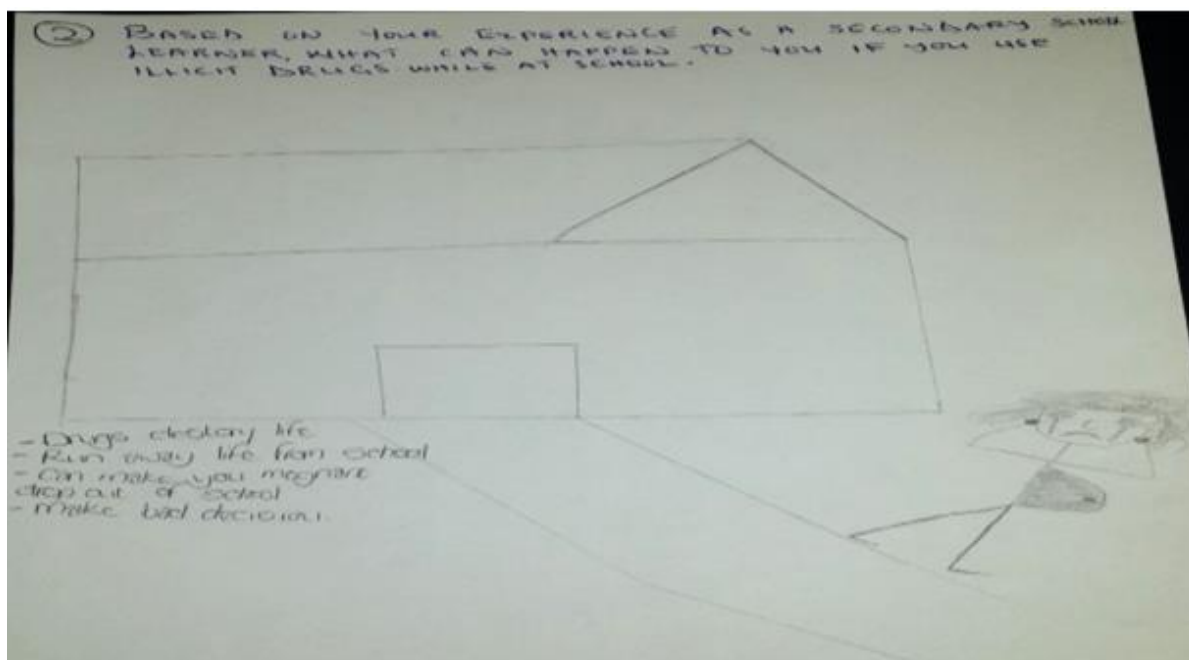 ② BASED ON YOUR EXPERIENCE AS A SECONDARY SCHOOL
LEARNER, WHAT CAN HAPPEN TO YOU IF YOU USE
ILLICIT DRUGS WHILE AT SCHOOL.
- Drugs destory life
- Run away life from school
- Can make you
drop out of school
- make bad decision.